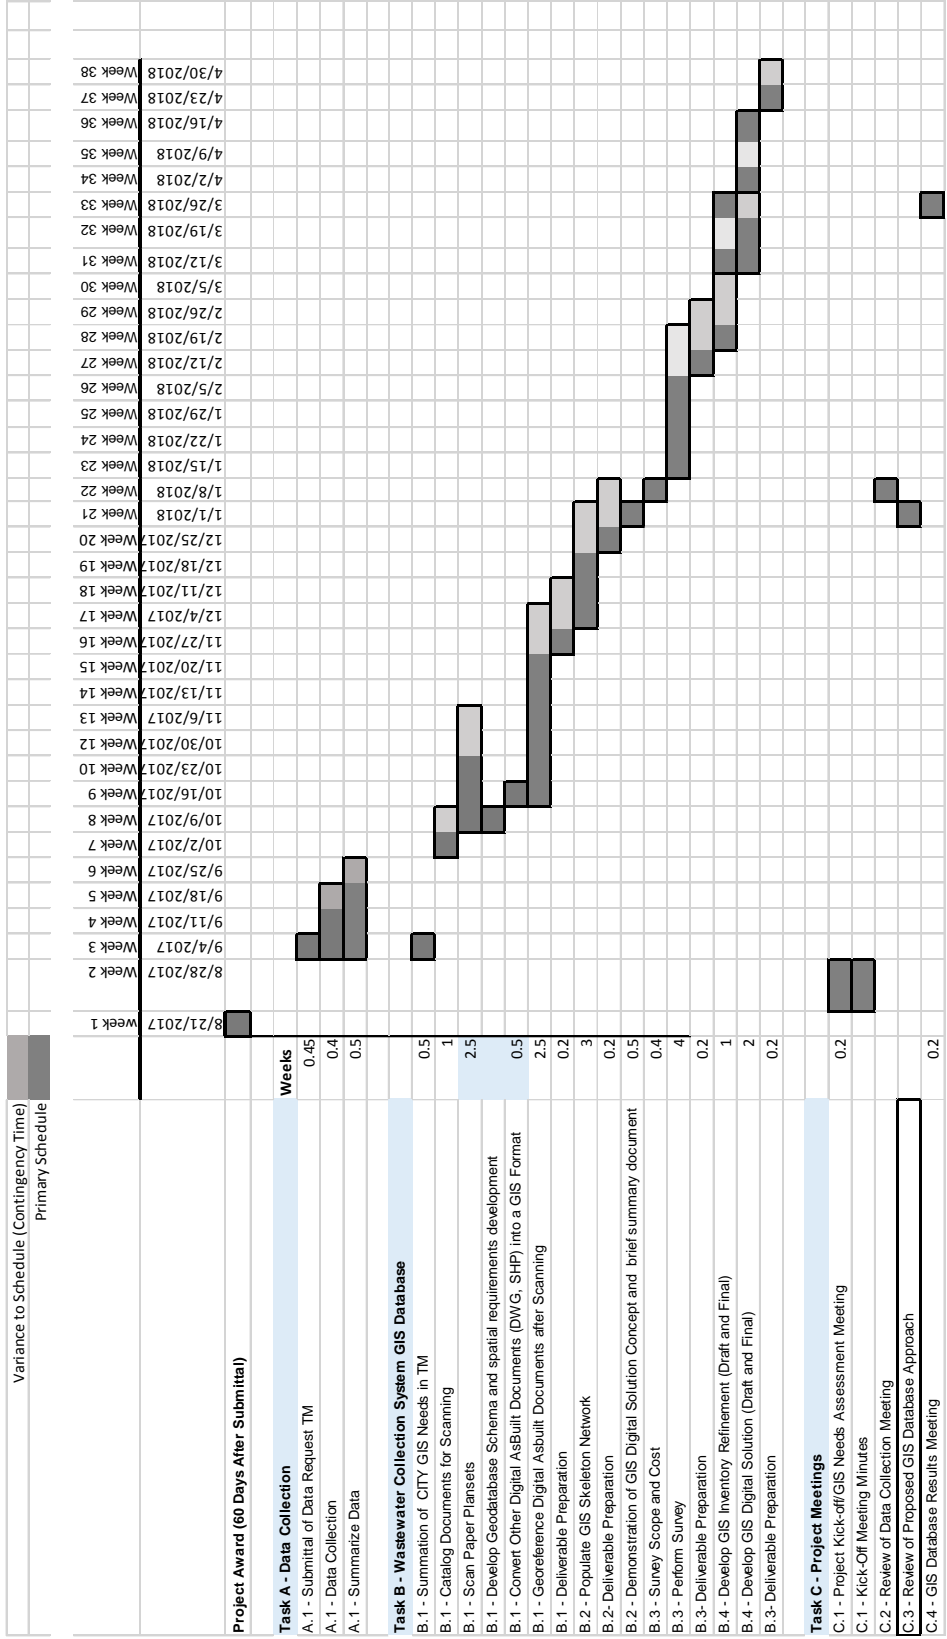 Variance to Schedule (Contingency Time)
Primary Schedule
week 1 Week 2 Week 3 Week 4 Week 5 Week 6 Week 7 Week 8 Week 9 Week 10 Week 12 Week 13 Week 14 Week 15 Week 16 Week 17 Week 18 Week 19 Week 20 Week 21 Week 22 Week 23 Week 24 Week 25 Week 26 Week 27 Week 28 Week 29 Week 30 Week 31 Week 32 Week 33 Week 34 Week 35 Week 36 Week 37 Week 38
8/21/2017 8/28/2017 9/4/2017 9/11/2017 9/18/2017 9/25/2017 10/2/2017 10/9/2017 10/16/2017 10/23/2017 10/30/2017 11/6/2017 11/13/2017 11/20/2017 11/27/2017 12/4/2017 12/11/2017 12/18/2017 12/25/2017 1/1/2018 1/8/2018 1/15/2018 1/22/2018 1/29/2018 2/5/2018 2/12/2018 2/19/2018 2/26/2018 3/5/2018 3/12/2018 3/19/2018 3/26/2018 4/2/2018 4/9/2018 4/16/2018 4/23/2018 4/30/2018
Project Award (60 Days After Submittal)
Task A - Data Collection Weeks
A.1 - Submittal of Data Request TM 0.45
A.1 - Data Collection 0.4
A.1 - Summarize Data 0.5
Task B - Wastewater Collection System GIS Database
B.1 - Summation of CITY GIS Needs in TM 0.5
B.1 - Catalog Documents for Scanning 1
B.1 - Scan Paper Plansets 2.5
B.1 - Develop Geodatabase Schema and spatial requirements development
B.1 - Convert Other Digital AsBuilt Documents (DWG, SHP) into a GIS Format 0.5
B.1 - Georeference Digital Asbuilt Documents after Scanning 2.5
B.1 - Deliverable Preparation 0.2
B.2 - Populate GIS Skeleton Network 3
B.2- Deliverable Preparation 0.2
B.2 - Demonstration of GIS Digital Solution Concept and brief summary document 0.5
B.3 - Survey Scope and Cost 0.4
B.3 - Perform Survey 4
B.3- Deliverable Preparation 0.2
B.4 - Develop GIS Inventory Refinement (Draft and Final) 1
B.4 - Develop GIS Digital Solution (Draft and Final) 2
B.3- Deliverable Preparation 0.2
Task C - Project Meetings
C.1 - Project Kick-off/GIS Needs Assessment Meeting 0.2
C.1 - Kick-Off Meeting Minutes
C.2 - Review of Data Collection Meeting
C.3 - Review of Proposed GIS Database Approach
C.4 - GIS Database Results Meeting 0.2